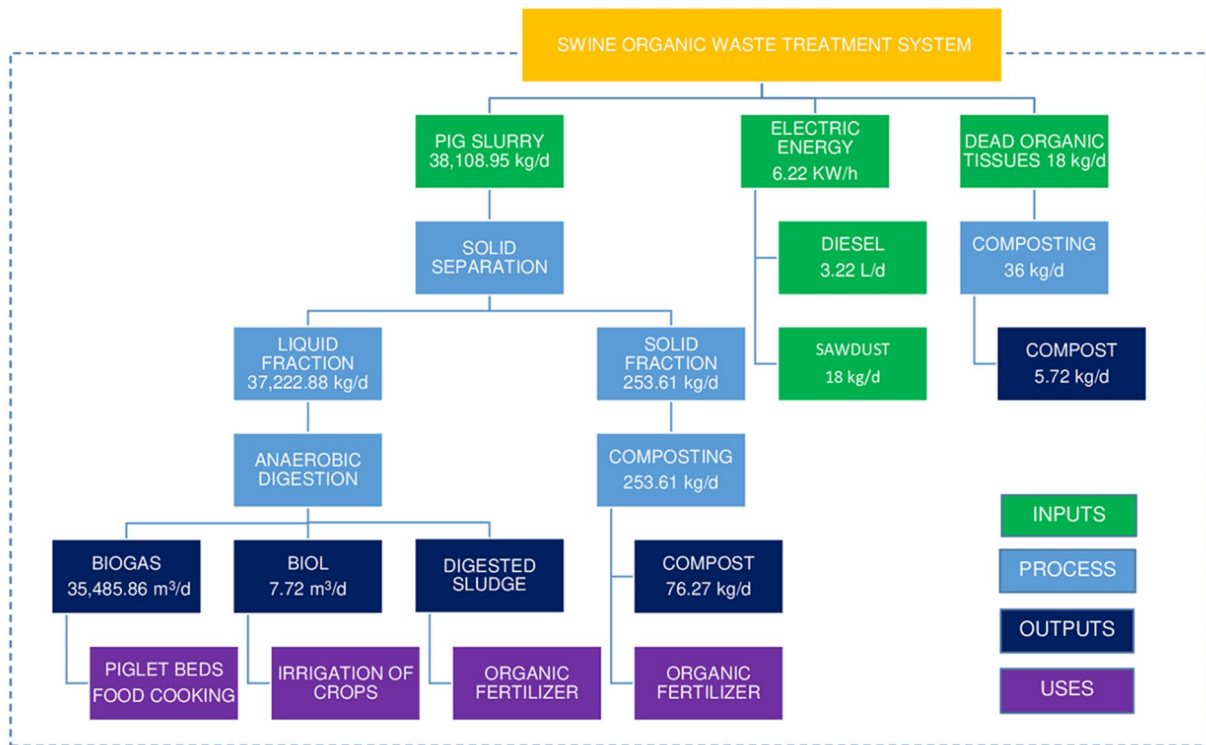 SWINE ORGANIC WASTE TREATMENT SYSTEM
PIG SLURRY
38,108.95 kg/d
ELECTRIC
ENERGY
6.22 KW/h
DEAD ORGANIC
TISSUES 18 kg/d
SOLID
SEPARATION
DIESEL
3.22 L/d
COMPOSTING
36 kg/d
LIQUID
FRACTION
37,222.88 kg/d
SOLID
FRACTION
253.61 kg/d
SAWDUST
18 kg/d
COMPOST
5.72 kg/d
ANAEROBIC
DIGESTION
COMPOSTING
253.61 kg/d
INPUTS
PROCESS
OUTPUTS
USES
BIOGAS
35,485.86 m³/d
BIOL
7.72 m³/d
DIGESTED
SLUDGE
COMPOST
76.27 kg/d
PIGLET BEDS
FOOD COOKING
IRRIGATION OF
CROPS
ORGANIC
FERTILIZER
ORGANIC
FERTILIZER